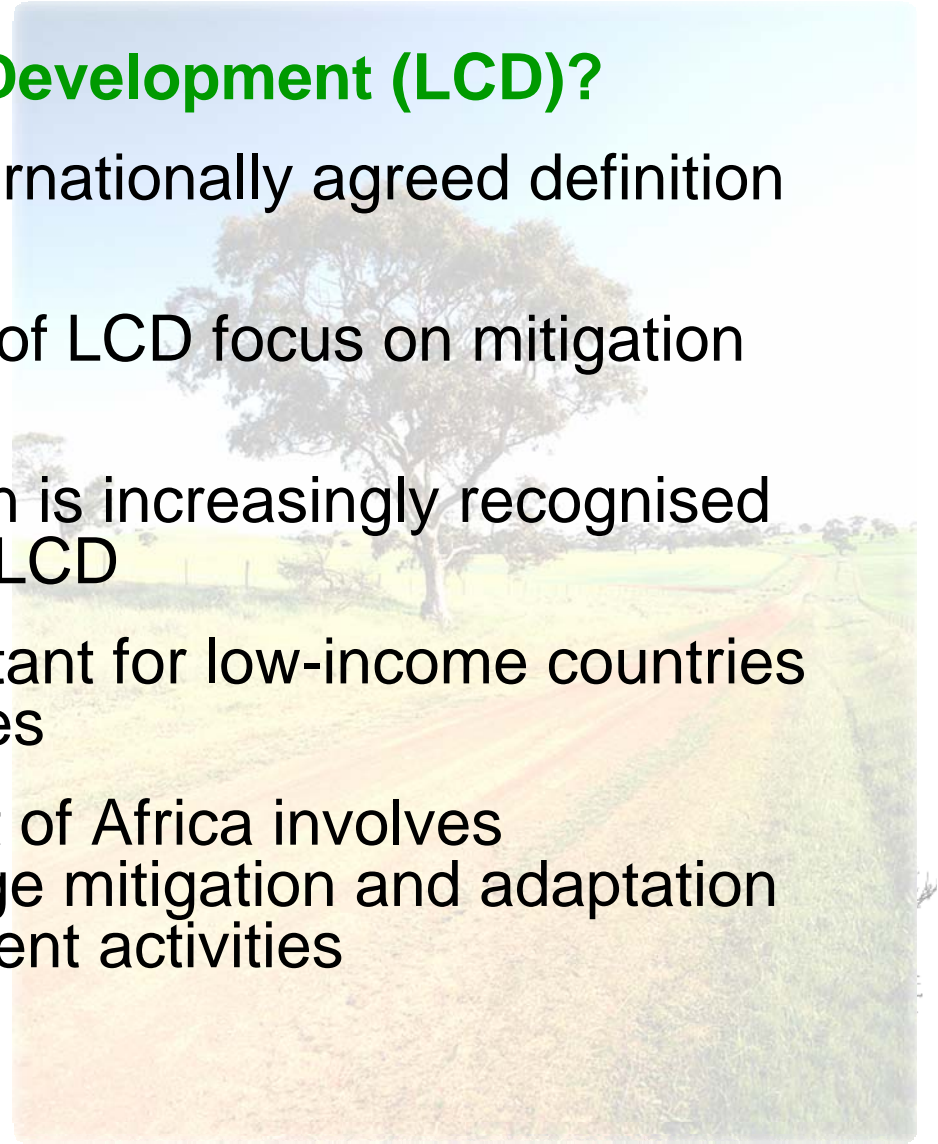 Development (LCD)?
rnationally agreed definition
of LCD focus on mitigation
n is increasingly recognised
LCD
tant for low-income countries
es
t of Africa involves
ge mitigation and adaptation
ent activities